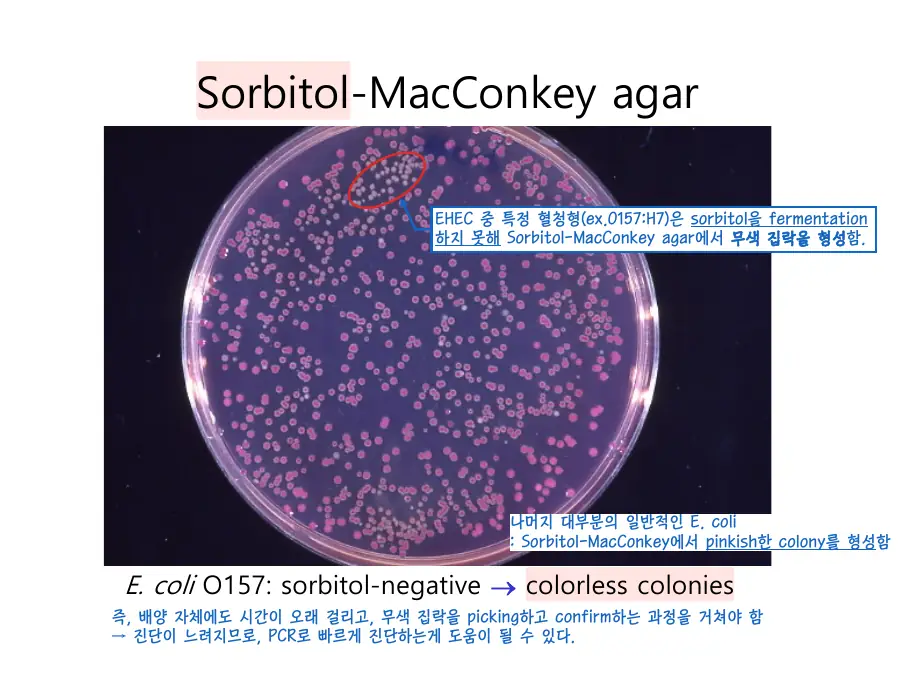 Sorbitol-MacConkey agar
EHEC 중 특정 혈청형(ex.O157:H7)은 sorbitol을 fermentation
하지 못해 Sorbitol-MacConkey agar에서 무색 집락을 형성함.
나머지 대부분의 일반적인 E. coli
: Sorbitol-MacConkey에서 pinkish한 colony를 형성함
E. coli O157: sorbitol-negative → colorless colonies
즉, 배양 자체에도 시간이 오래 걸리고, 무색 집락을 picking하고 confirm하는 과정을 거쳐야 함
→ 진단이 느려지므로, PCR로 빠르게 진단하는게 도움이 될 수 있다.